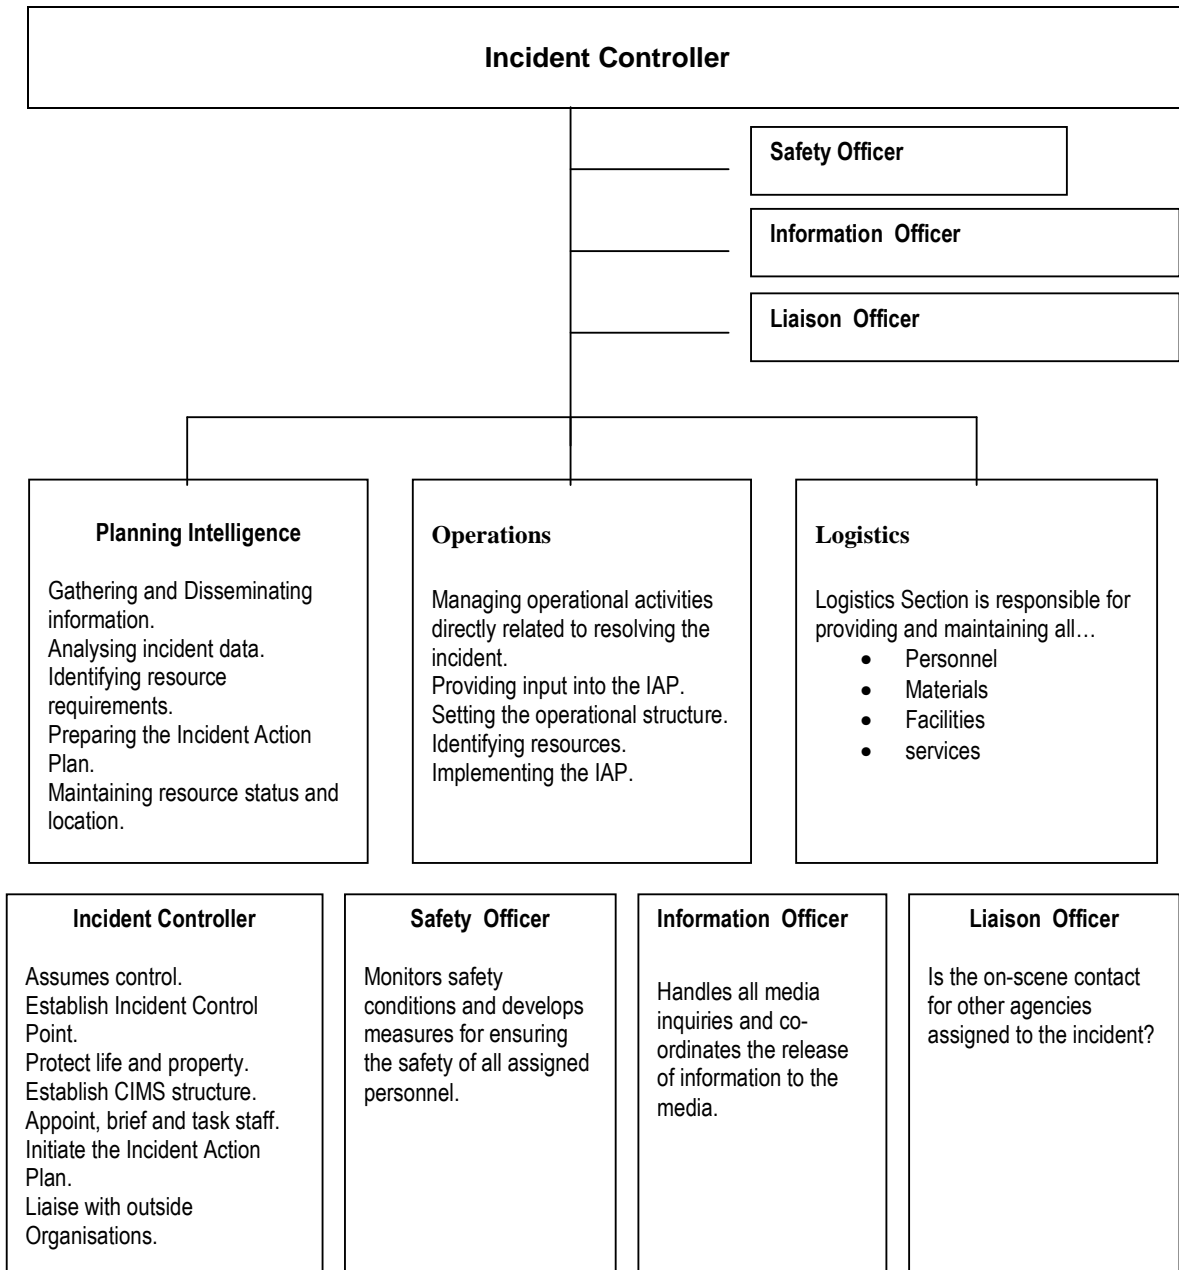 Incident Controller
Safety Officer
Information Officer
Liaison Officer
Planning Intelligence
Gathering and Disseminating
information.
Analysing incident data.
Identifying resource
requirements.
Preparing the Incident Action
Plan.
Maintaining resource status and
location.
Operations
Managing operational activities
directly related to resolving the
incident.
Providing input into the IAP.
Setting the operational structure.
Identifying resources.
Implementing the IAP.
Logistics
Logistics Section is responsible for
providing and maintaining all…
• Personnel
• Materials
• Facilities
• services
Incident Controller
Assumes control.
Establish Incident Control
Point.
Protect life and property.
Establish CIMS structure.
Appoint, brief and task staff.
Initiate the Incident Action
Plan.
Liaise with outside
Organisations.
Safety Officer
Monitors safety
conditions and develops
measures for ensuring
the safety of all assigned
personnel.
Information Officer
Handles all media
inquiries and co-
ordinates the release
of information to the
media.
Liaison Officer
Is the on-scene contact
for other agencies
assigned to the incident?